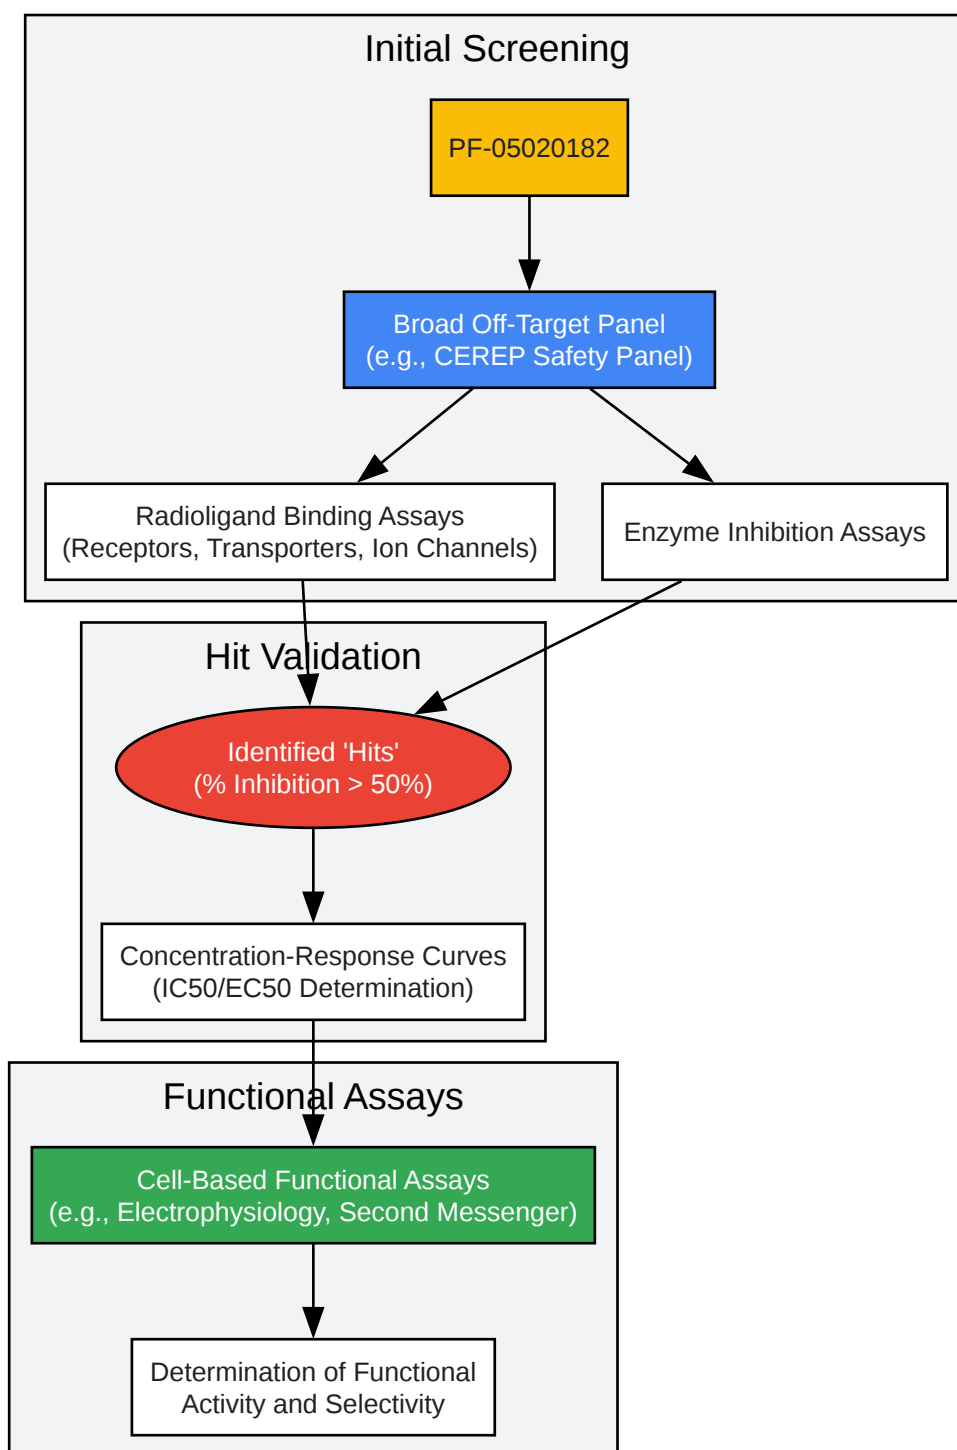 Initial Screening
PF-05020182
Broad Off-Target Panel
(e.g., CEREP Safety Panel)
Radioligand Binding Assays
(Receptors, Transporters, Ion Channels)
Enzyme Inhibition Assays
Hit Validation
Identified 'Hits'
(% Inhibition > 50%)
Concentration-Response Curves
(IC50/EC50 Determination)
Functional Assays
Cell-Based Functional Assays
(e.g., Electrophysiology, Second Messenger)
Determination of Functional
Activity and Selectivity